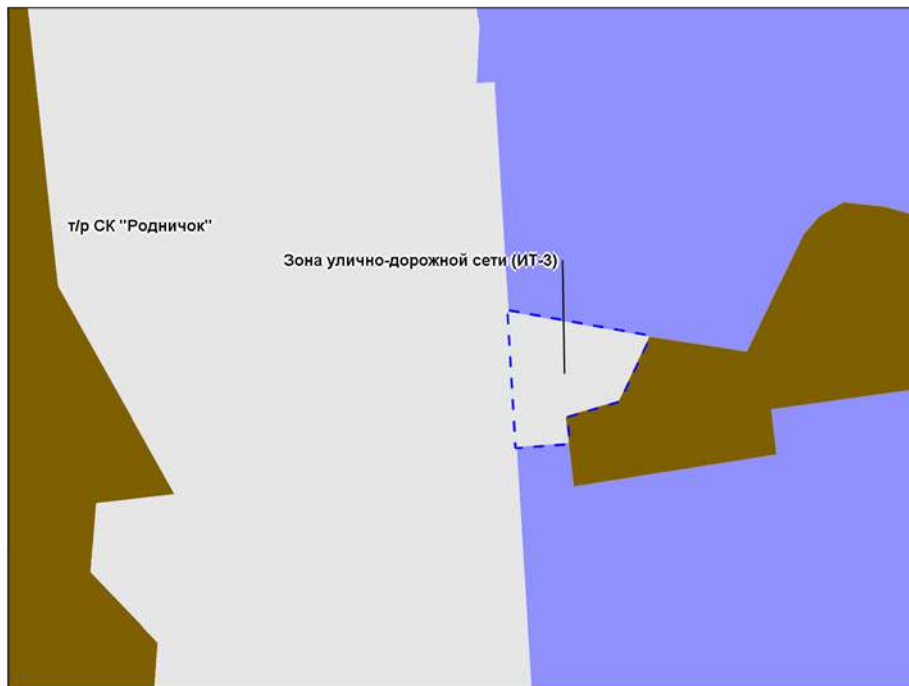 т/р СК "Родничок"
Зона улично-дорожной сети (ИТ-3)